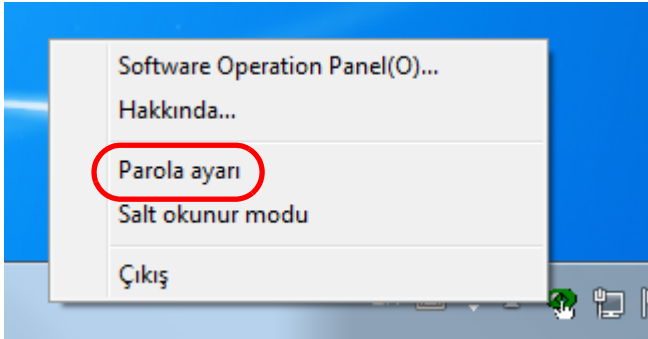 Software Operation Panel(O)...
Hakkında...
Parola ayarı
Salt okunur modu
Çıkış